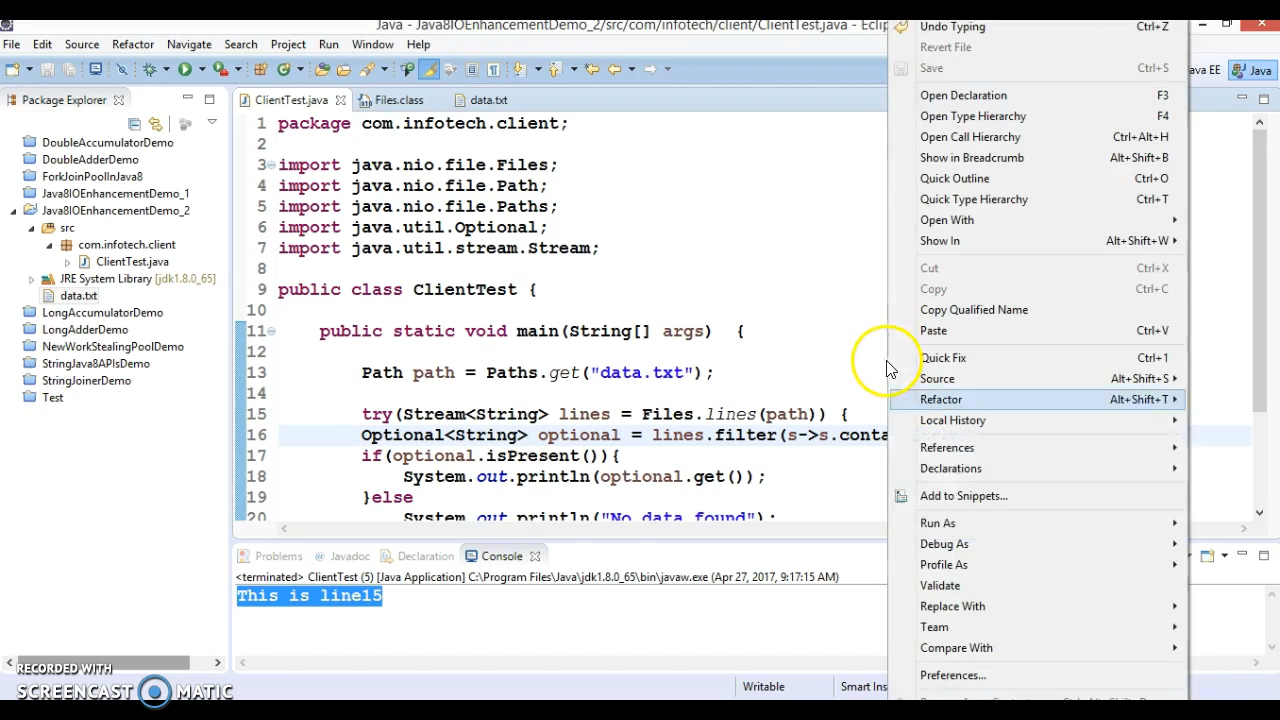 Java - Java8IOEnhancementDemo_2/src/com/infotech/client/ClientTest.java - Eclip
File Edit Source Refactor Navigate Search Project Run Window Help
Java EE Java
Package Explorer
DoubleAccumulatorDemo
DoubleAdderDemo
ForkJoinPoolInJava8
Java8IOEnhancementDemo_1
Java8IOEnhancementDemo_2
src
com.infotech.client
ClientTest.java
JRE System Library [jdk1.8.0_65]
data.txt
LongAccumulatorDemo
LongAdderDemo
NewWorkStealingPoolDemo
StringJava8APIsDemo
StringJoinerDemo
Test
ClientTest.java Files.class data.txt
1 package com.infotech.client;
2
3 import java.nio.file.Files;
4 import java.nio.file.Path;
5 import java.nio.file.Paths;
6 import java.util.Optional;
7 import java.util.stream.Stream;
8
9 public class ClientTest {
10
11 public static void main(String[] args) {
12
13 Path path = Paths.get("data.txt");
14
15 try(Stream<String> lines = Files.lines(path)) {
16 Optional<String> optional = lines.filter(s->s.conta
17 if(optional.isPresent()){
18 System.out.println(optional.get());
19 }else
20 System.out.println("No data found");
Undo Typing Ctrl+Z
Revert File
Save Ctrl+S
Open Declaration F3
Open Type Hierarchy F4
Open Call Hierarchy Ctrl+Alt+H
Show in Breadcrumb Alt+Shift+B
Quick Outline Ctrl+O
Quick Type Hierarchy Ctrl+T
Open With
Show In Alt+Shift+W
Cut Ctrl+X
Copy Ctrl+C
Copy Qualified Name
Paste Ctrl+V
Quick Fix Ctrl+1
Source Alt+Shift+S
Refactor Alt+Shift+T
Local History
References
Declarations
Add to Snippets...
Run As
Debug As
Profile As
Validate
Replace With
Team
Compare With
Preferences...
Problems Javadoc Declaration Console
<terminated> ClientTest (5) [Java Application] C:\Program Files\Java\jdk1.8.0_65\bin\javaw.exe (Apr 27, 2017, 9:17:15 AM)
This is line15
Writable Smart Ins
RECORDED WITH
SCREENCAST MATIC